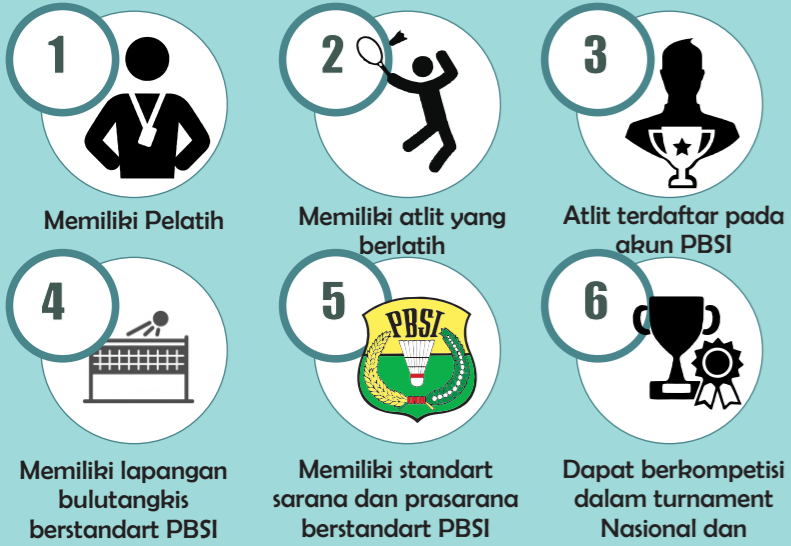 1
2
3
Memiliki Pelatih
Memiliki atlit yang
berlatih
Atlit terdaftar pada
akun PBSI
4
5
6
PBSI
Memiliki lapangan
bulutangkis
berstandart PBSI
Memiliki standart
sarana dan prasarana
berstandart PBSI
Dapat berkompetisi
dalam turnament
Nasional dan